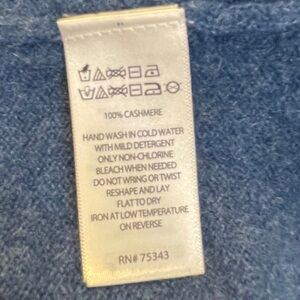 100% CASHMERE
HAND WASH IN COLD WATER
WITH MILD DETERGENT
ONLY NON-CHLORINE
BLEACH WHEN NEEDED
DO NOT WRING OR TWIST
RESHAPE AND LAY
FLAT TO DRY
IRON AT LOW TEMPERATURE
ON REVERSE
RN# 75343